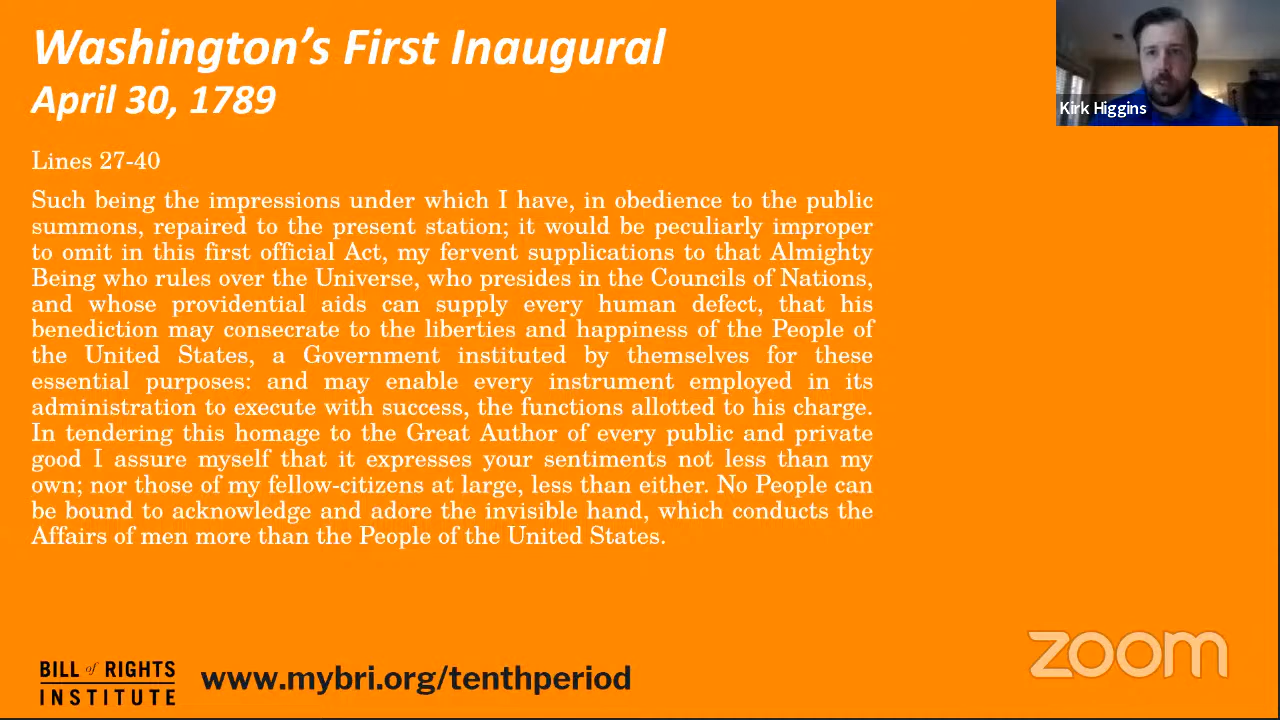 Washington's First Inaugural
April 30, 1789
Kirk Higgins
Lines 27-40
Such being the impressions under which I have, in obedience to the public
summons, repaired to the present station; it would be peculiarly improper
to omit in this first official Act, my fervent supplications to that Almighty
Being who rules over the Universe, who presides in the Councils of Nations,
and whose providential aids can supply every human defect, that his
benediction may consecrate to the liberties and happiness of the People of
the United States, a Government instituted by themselves for these
essential purposes: and may enable every instrument employed in its
administration to execute with success, the functions allotted to his charge.
In tendering this homage to the Great Author of every public and private
good I assure myself that it expresses your sentiments not less than my
own; nor those of my fellow-citizens at large, less than either. No People can
be bound to acknowledge and adore the invisible hand, which conducts the
Affairs of men more than the People of the United States.
zoom
BILL of RIGHTS
INSTITUTE
www.mybri.org/tenthperiod